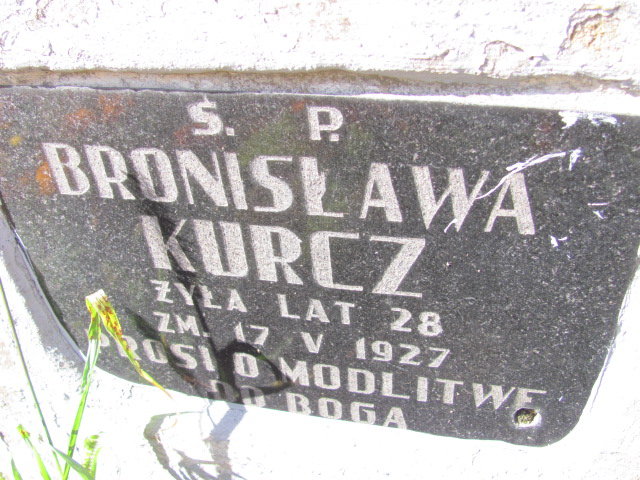 Ś. P.
BRONISŁAWA
KURCZ
ŻYŁA LAT 28
ZM. 17 V 1927
PROSI O MODLITWĘ
DO BOGA